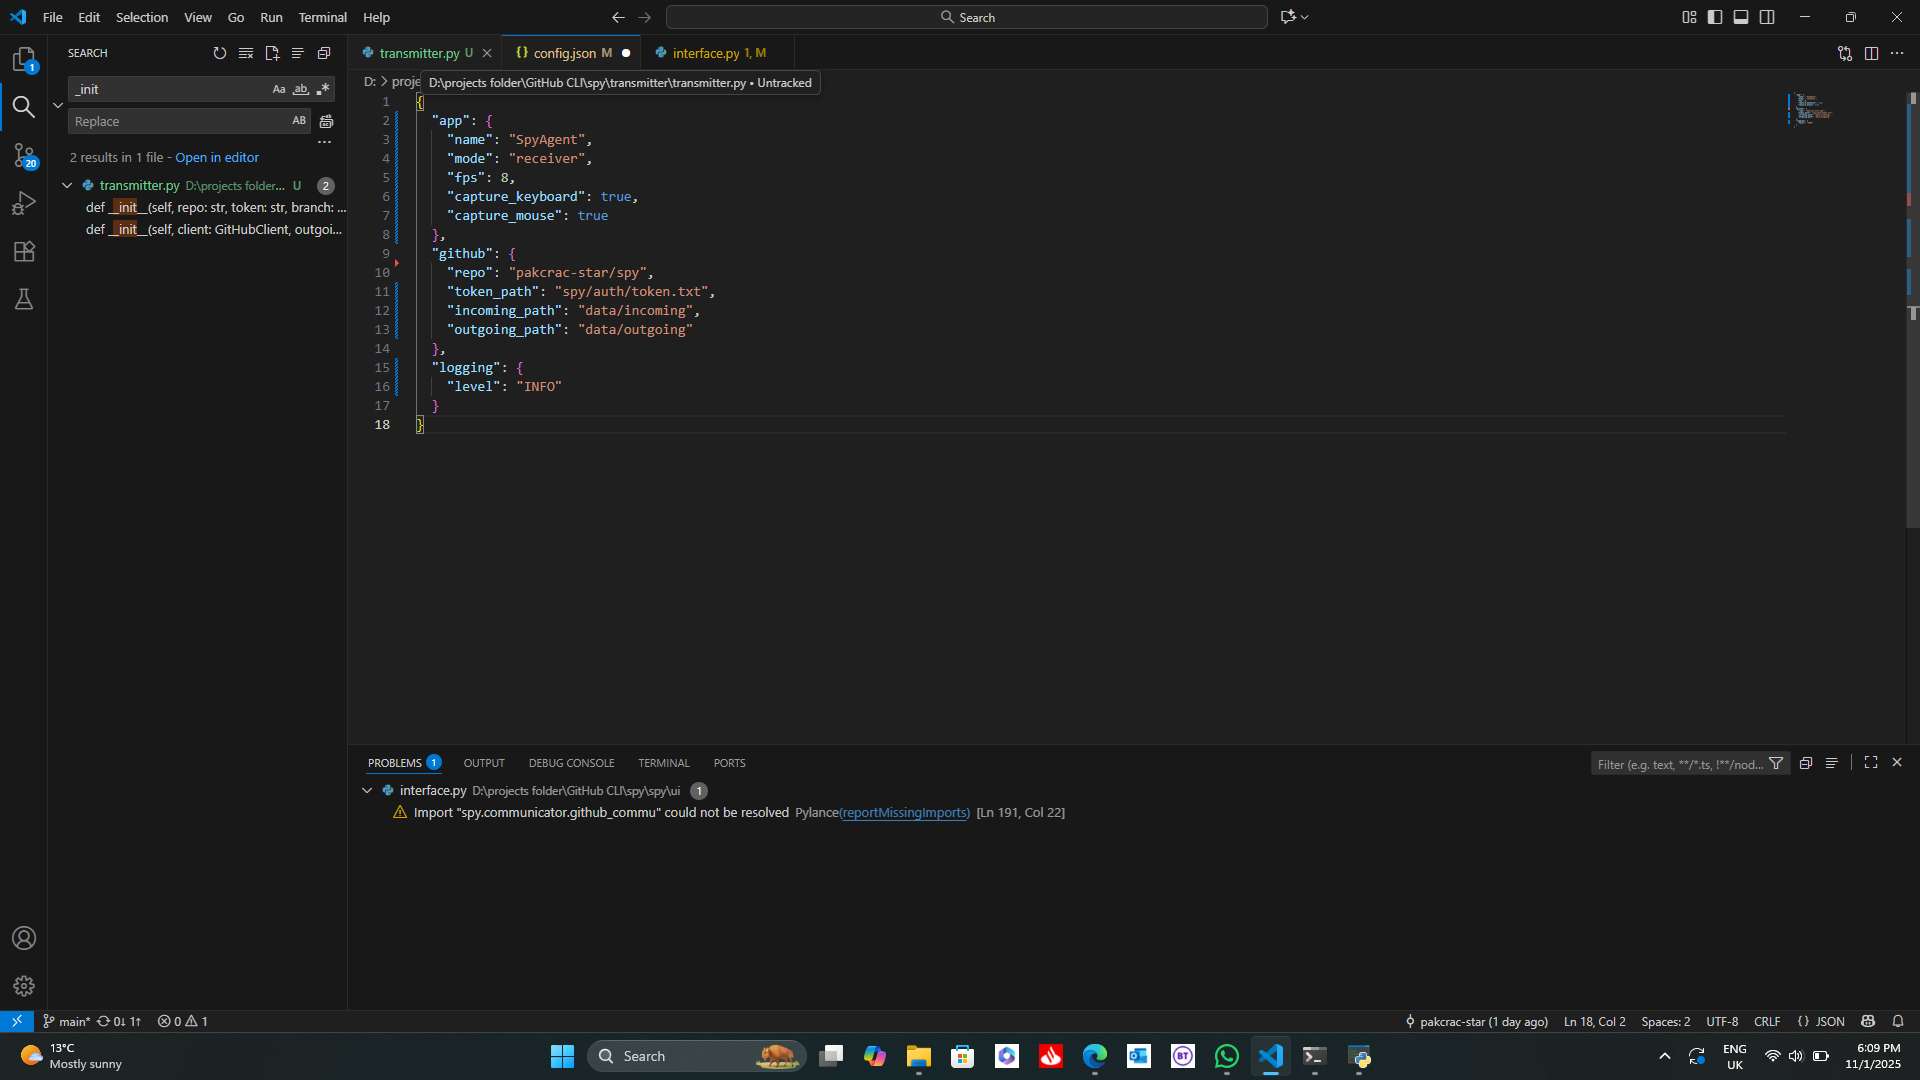 File Edit Selection View Go Run Terminal Help
Search
SEARCH
_init
Aa ab .*
Replace
AB
2 results in 1 file - Open in editor
transmitter.py D:\projects folder... U 2
def __init__(self, repo: str, token: str, branch: ...
def __init__(self, client: GitHubClient, outgoi...
1
20
transmitter.py U
{} config.json M
interface.py 1, M
D: > proje
D:\projects folder\GitHub CLI\spy\transmitter\transmitter.py • Untracked
1 {
2 "app": {
3 "name": "SpyAgent",
4 "mode": "receiver",
5 "fps": 8,
6 "capture_keyboard": true,
7 "capture_mouse": true
8 },
9 "github": {
10 "repo": "pakcrac-star/spy",
11 "token_path": "spy/auth/token.txt",
12 "incoming_path": "data/incoming",
13 "outgoing_path": "data/outgoing"
14 },
15 "logging": {
16 "level": "INFO"
17 }
18 }
PROBLEMS 1 OUTPUT DEBUG CONSOLE TERMINAL PORTS
Filter (e.g. text, **/*.ts, !**/nod...
interface.py D:\projects folder\GitHub CLI\spy\spy\ui 1
Import "spy.communicator.github_commu" could not be resolved Pylance(reportMissingImports) [Ln 191, Col 22]
main* 0↓ 1↑ 0 1
pakcrac-star (1 day ago) Ln 18, Col 2 Spaces: 2 UTF-8 CRLF {} JSON
13°C
Mostly sunny
Search
BT
ENG
UK
6:09 PM
11/1/2025